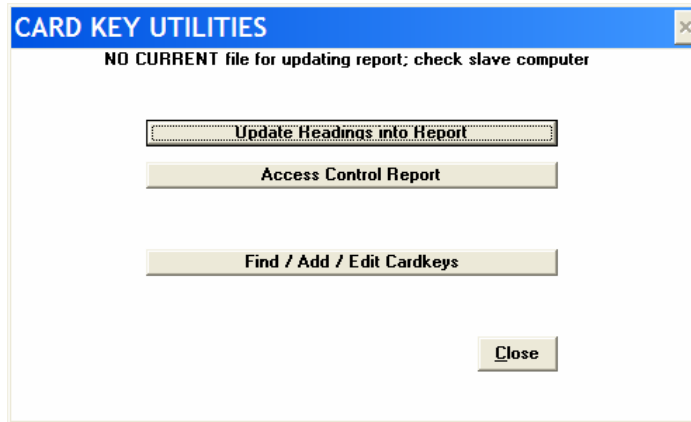 CARD KEY UTILITIES
NO CURRENT file for updating report; check slave computer
Update Readings into Report
Access Control Report
Find / Add / Edit Cardkeys
Close